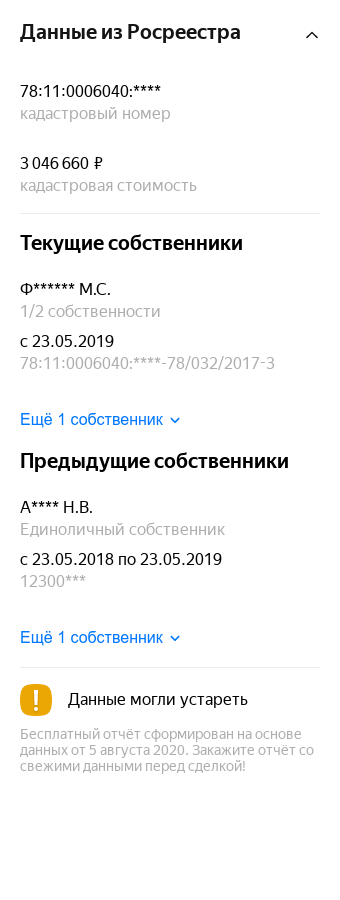 Данные из Росреестра
78:11:0006040:****
кадастровый номер
3 046 660 ₽
кадастровая стоимость
Текущие собственники
Ф****** М.С.
1/2 собственности
с 23.05.2019
78:11:0006040:****-78/032/2017-3
Ещё 1 собственник
Предыдущие собственники
А**** Н.В.
Единоличный собственник
с 23.05.2018 по 23.05.2019
12300***
Ещё 1 собственник
Данные могли устареть
Бесплатный отчёт сформирован на основе
данных от 5 августа 2020. Закажите отчёт со
свежими данными перед сделкой!